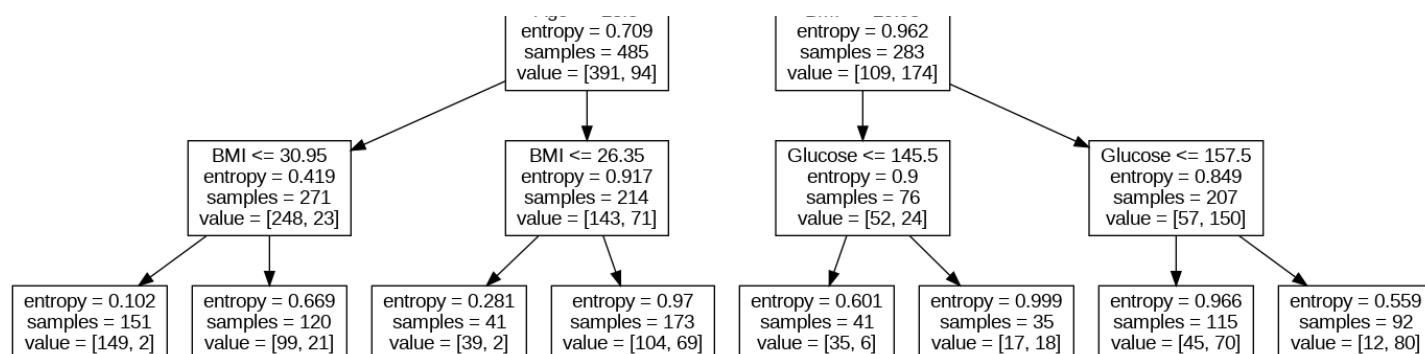 entropy = 0.709
samples = 485
value = [391, 94]
entropy = 0.962
samples = 283
value = [109, 174]
BMI <= 30.95
entropy = 0.419
samples = 271
value = [248, 23]
BMI <= 26.35
entropy = 0.917
samples = 214
value = [143, 71]
Glucose <= 145.5
entropy = 0.9
samples = 76
value = [52, 24]
Glucose <= 157.5
entropy = 0.849
samples = 207
value = [57, 150]
entropy = 0.102
samples = 151
value = [149, 2]
entropy = 0.669
samples = 120
value = [99, 21]
entropy = 0.281
samples = 41
value = [39, 2]
entropy = 0.97
samples = 173
value = [104, 69]
entropy = 0.601
samples = 41
value = [35, 6]
entropy = 0.999
samples = 35
value = [17, 18]
entropy = 0.966
samples = 115
value = [45, 70]
entropy = 0.559
samples = 92
value = [12, 80]